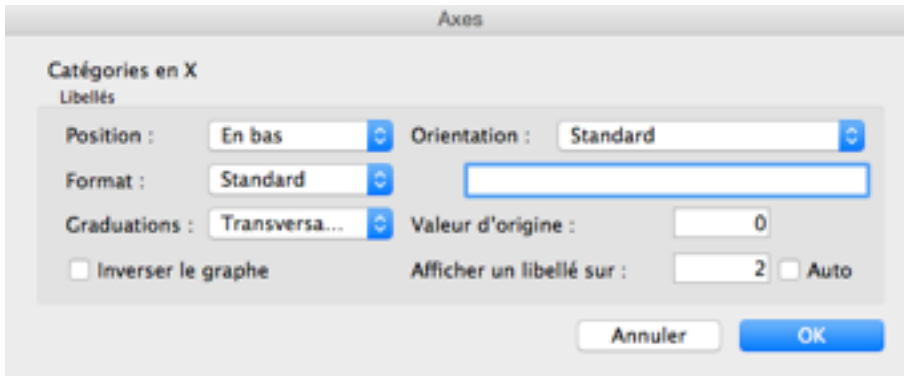 Axes
Catégories en X
Libellés
Position : En bas Orientation : Standard
Format : Standard
Graduations : Transversa... Valeur d'origine : 0
Inverser le graphe Afficher un libellé sur : 2 Auto
Annuler OK